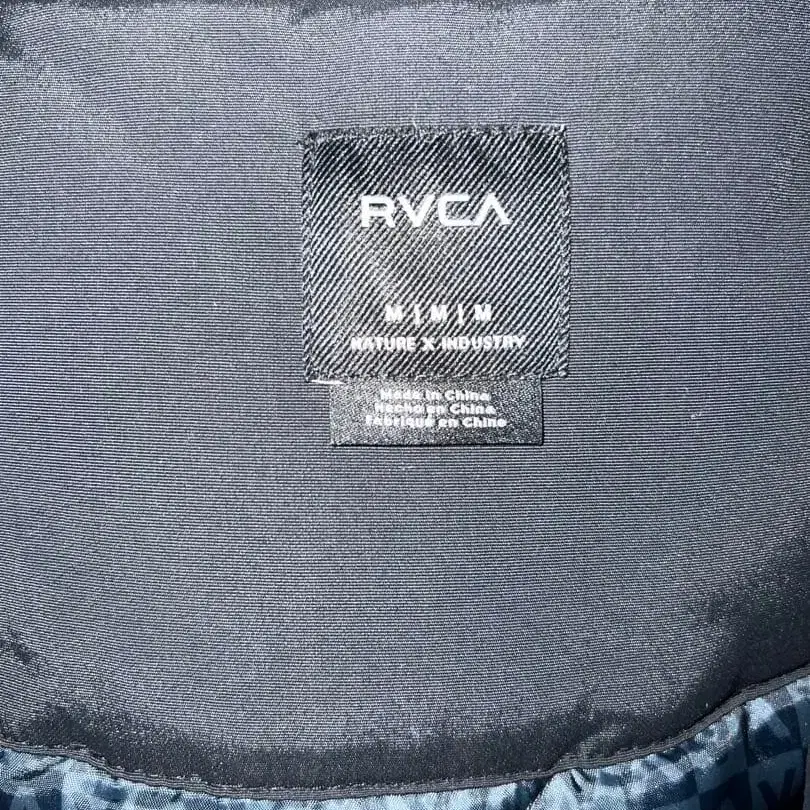 RVCA
M | M | M
NATURE X INDUSTRY
Made in China
Hecho en China
Fabriqué en Chine